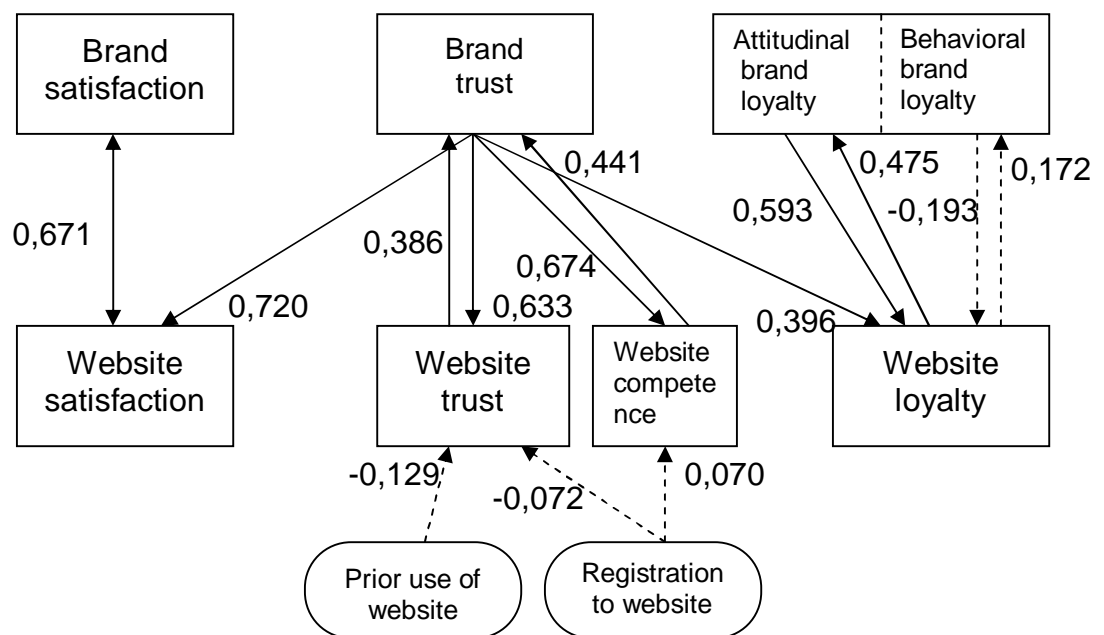 Brand
satisfaction
Brand
trust
Attitudinal
brand
loyalty
Behavioral
brand
loyalty
0,671
0,720
0,386
0,441
0,674
0,633
0,475
0,593
-0,193
0,172
0,396
Website
satisfaction
Website
trust
Website
compete
nce
Website
loyalty
-0,129
-0,072
0,070
Prior use of
website
Registration
to website